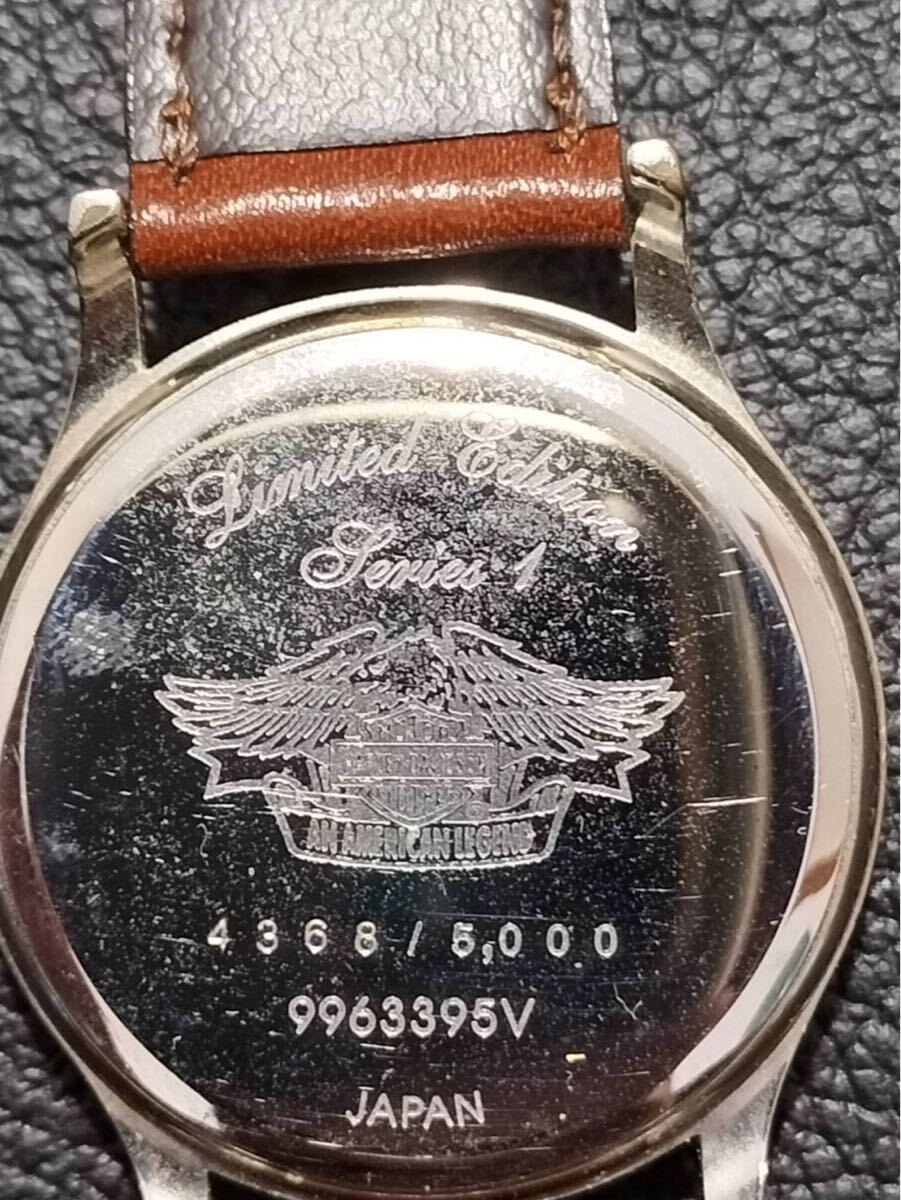 Limited Edition
Series 1
AN AMERICAN LEGEND
4368/5,000
9963395V
JAPAN